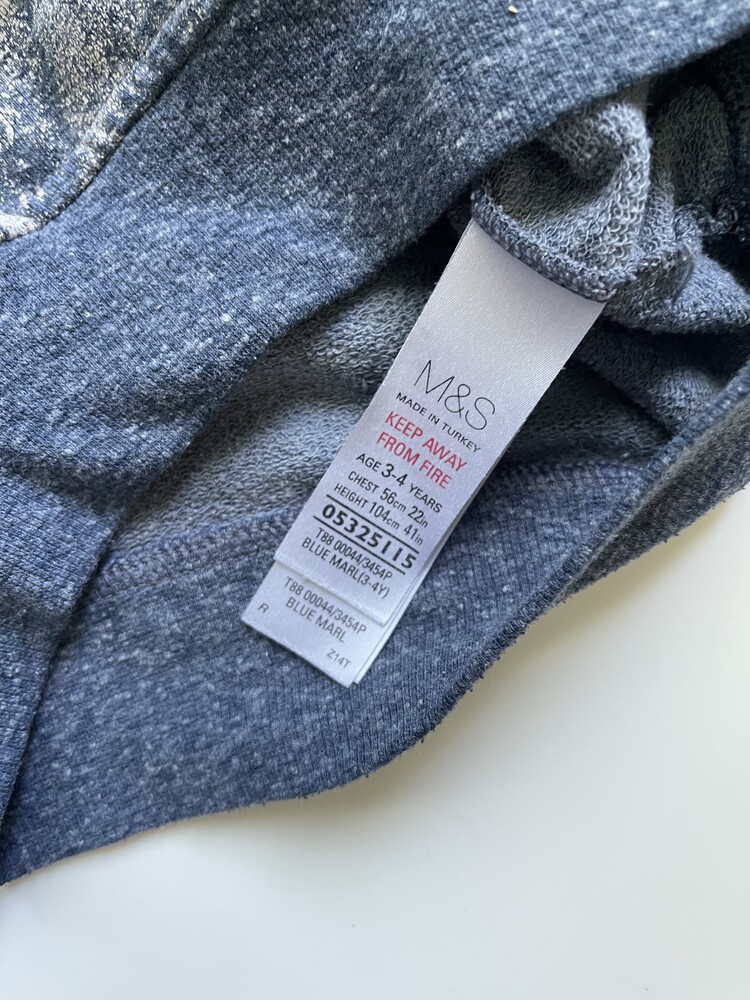 M&S
MADE IN TURKEY
KEEP AWAY
FROM FIRE
AGE 3-4 YEARS
CHEST 56cm 22in
HEIGHT 104cm 41in
05325115
T88 00044/3454P
BLUE MARL(3-4Y)
T88 00044/3454P
R BLUE MARL
Z14T